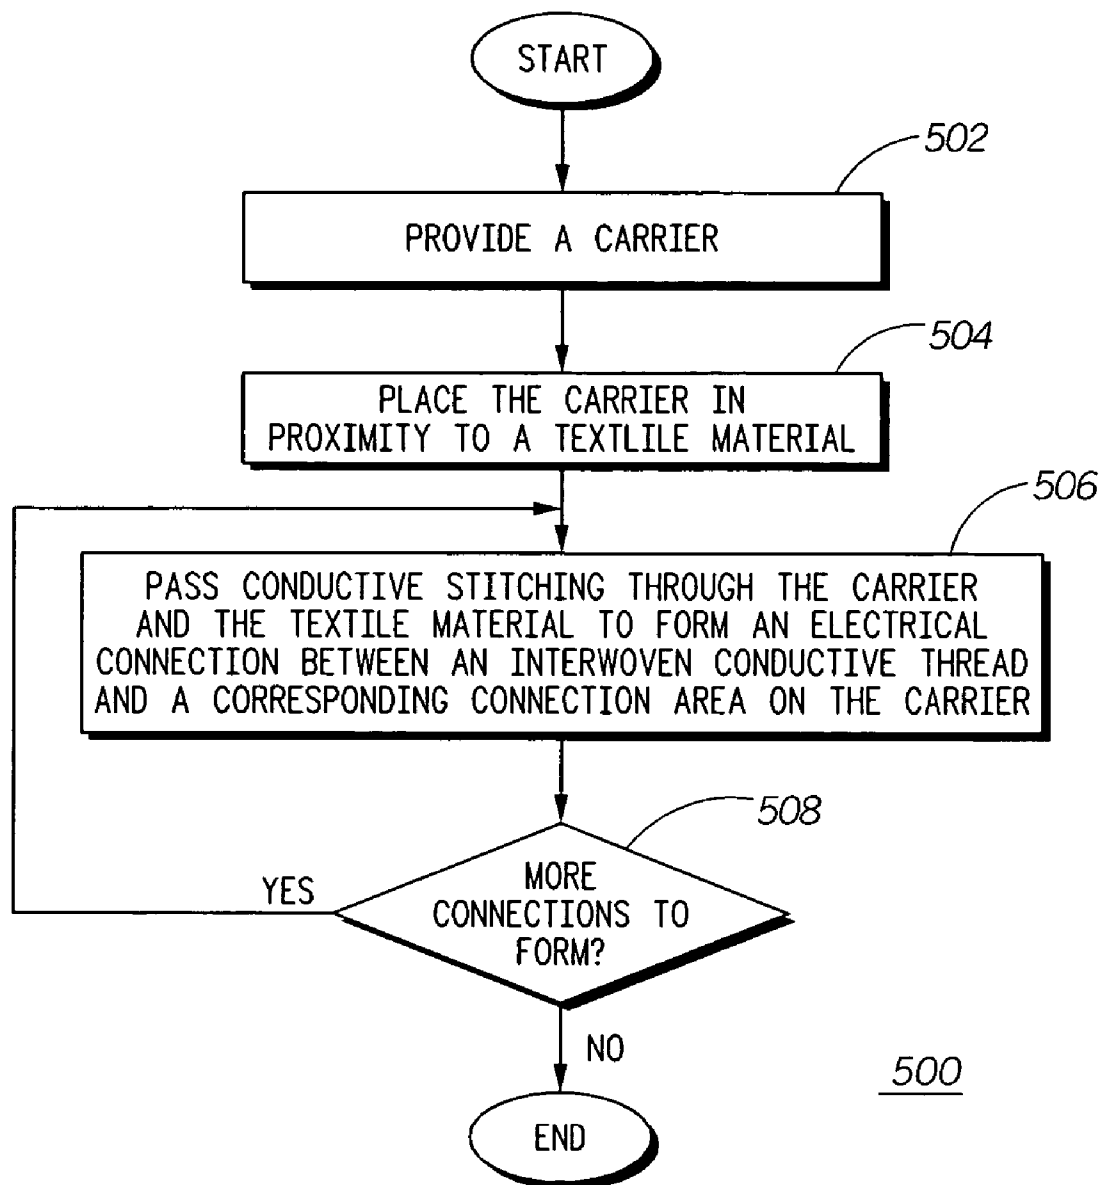 START
502
PROVIDE A CARRIER
504
PLACE THE CARRIER IN
PROXIMITY TO A TEXTLILE MATERIAL
506
PASS CONDUCTIVE STITCHING THROUGH THE CARRIER
AND THE TEXTILE MATERIAL TO FORM AN ELECTRICAL
CONNECTION BETWEEN AN INTERWOVEN CONDUCTIVE THREAD
AND A CORRESPONDING CONNECTION AREA ON THE CARRIER
508
YES
MORE
CONNECTIONS TO
FORM?
NO
500
END